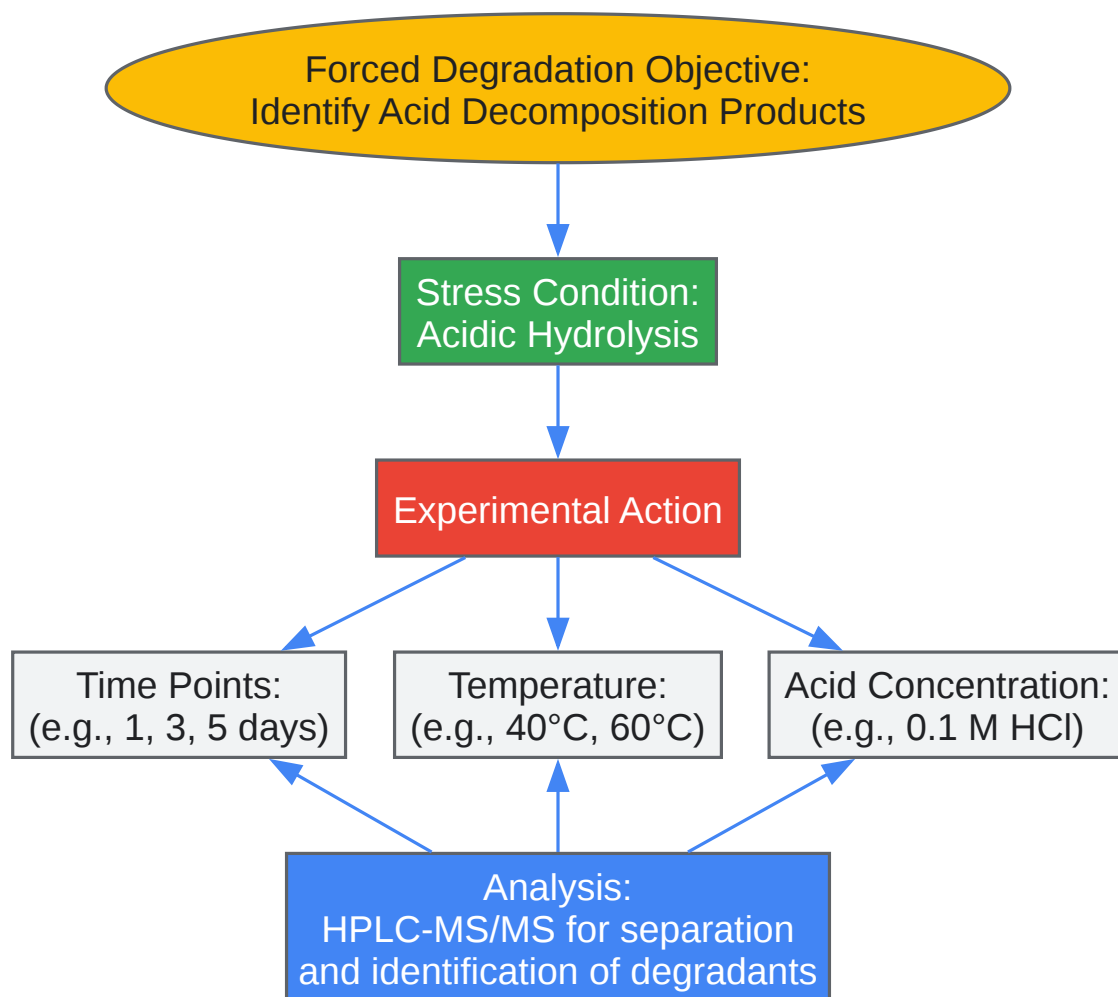 Forced Degradation Objective:
Identify Acid Decomposition Products
Stress Condition:
Acidic Hydrolysis
Experimental Action
Time Points:
(e.g., 1, 3, 5 days)
Temperature:
(e.g., 40°C, 60°C)
Acid Concentration:
(e.g., 0.1 M HCl)
Analysis:
HPLC-MS/MS for separation
and identification of degradants